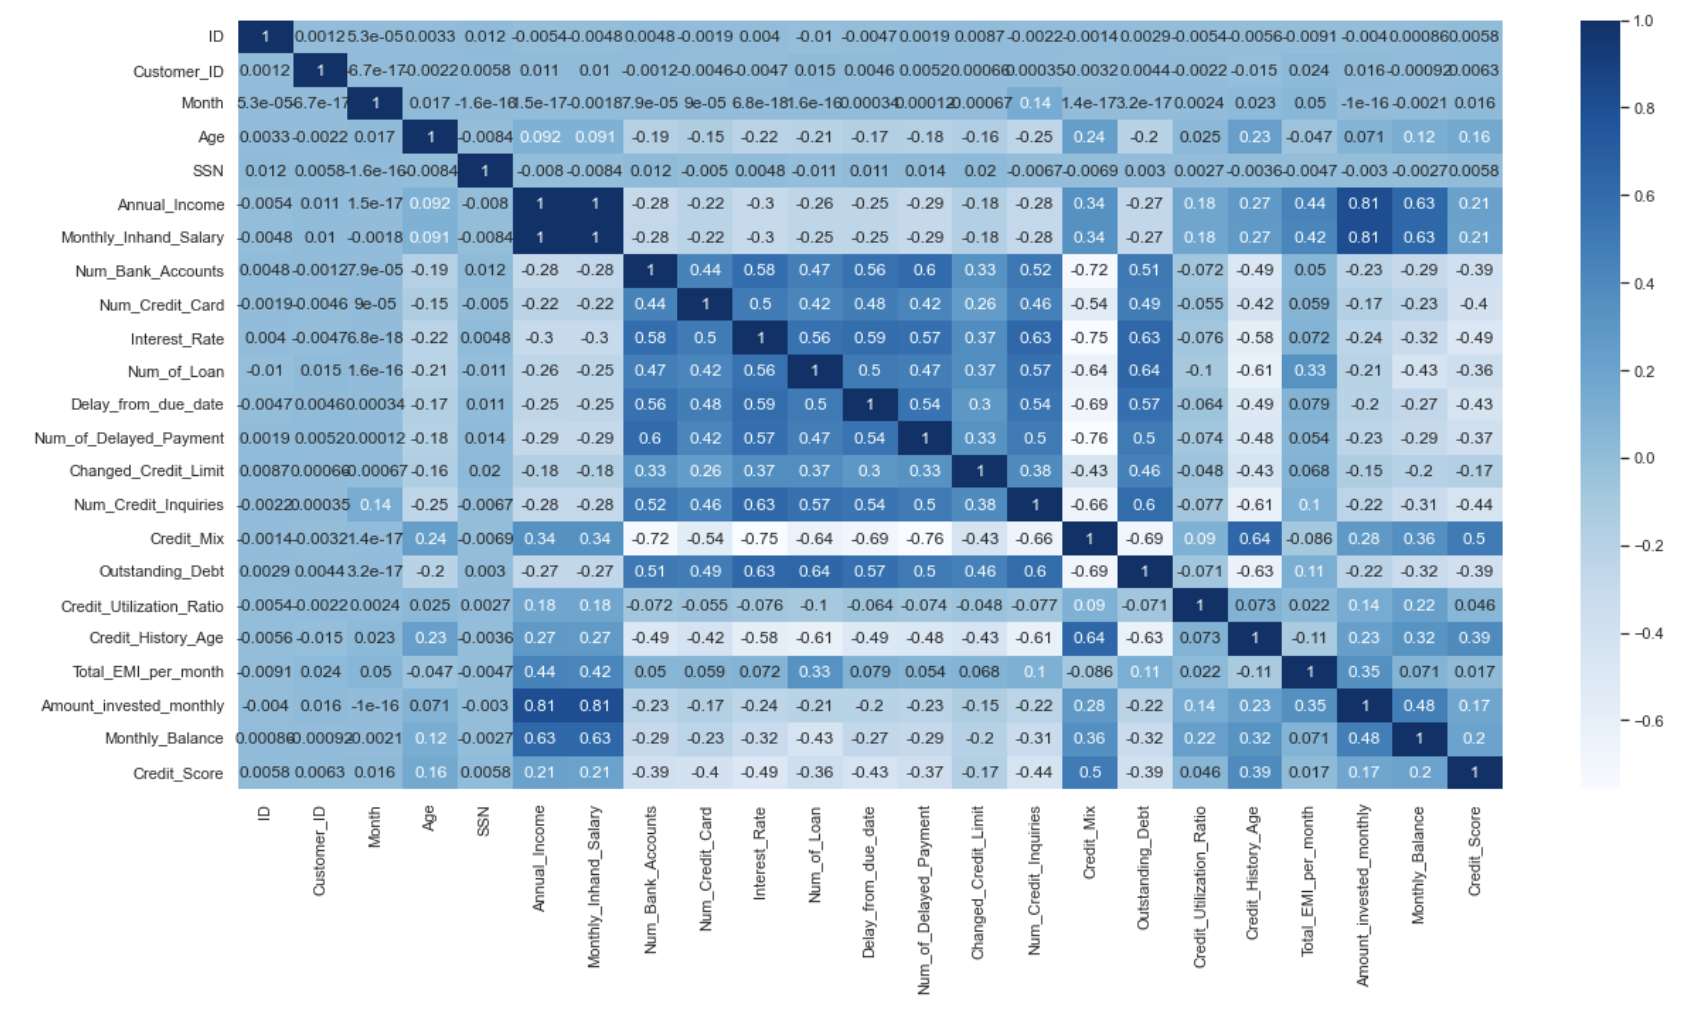 ID 1 0.0012 5.3e-05 0.0033 0.012 -0.0054 -0.0048 0.0048 -0.0019 0.004 -0.01 -0.0047 0.0019 0.0087 -0.0022 -0.0014 0.0029 -0.0054 -0.0056 -0.0091 -0.004 0.00086 0.0058
Customer_ID 0.0012 1 -6.7e-17 -0.0022 0.0058 0.011 0.01 -0.0012 -0.0046 -0.0047 0.015 0.0046 0.0052 0.00066 0.00035 -0.0032 0.0044 -0.0022 -0.015 0.024 0.016 -0.00092 0.0063
Month 5.3e-05 -6.7e-17 1 0.017 -1.6e-16 1.5e-17 -0.0018 7.9e-05 9e-05 6.8e-18 1.6e-16 0.00034 0.00012 -0.00067 0.14 1.4e-17 3.2e-17 0.0024 0.023 0.05 -1e-16 -0.0021 0.016
Age 0.0033 -0.0022 0.017 1 -0.0084 0.092 0.091 -0.19 -0.15 -0.22 -0.21 -0.17 -0.18 -0.16 -0.25 0.24 -0.2 0.025 0.23 -0.047 0.071 0.12 0.16
SSN 0.012 0.0058 -1.6e-16 -0.0084 1 -0.008 -0.0084 0.012 -0.005 0.0048 -0.011 0.011 0.014 0.02 -0.0067 -0.0069 0.003 0.0027 -0.0036 -0.0047 -0.003 -0.0027 0.0058
Annual_Income -0.0054 0.011 1.5e-17 0.092 -0.008 1 1 -0.28 -0.22 -0.3 -0.26 -0.25 -0.29 -0.18 -0.28 0.34 -0.27 0.18 0.27 0.44 0.81 0.63 0.21
Monthly_Inhand_Salary -0.0048 0.01 -0.0018 0.091 -0.0084 1 1 -0.28 -0.22 -0.3 -0.25 -0.25 -0.29 -0.18 -0.28 0.34 -0.27 0.18 0.27 0.42 0.81 0.63 0.21
Num_Bank_Accounts 0.0048 -0.0012 7.9e-05 -0.19 0.012 -0.28 -0.28 1 0.44 0.58 0.47 0.56 0.6 0.33 0.52 -0.72 0.51 -0.072 -0.49 0.05 -0.23 -0.29 -0.39
Num_Credit_Card -0.0019 -0.0046 9e-05 -0.15 -0.005 -0.22 -0.22 0.44 1 0.5 0.42 0.48 0.42 0.26 0.46 -0.54 0.49 -0.055 -0.42 0.059 -0.17 -0.23 -0.4
Interest_Rate 0.004 -0.0047 6.8e-18 -0.22 0.0048 -0.3 -0.3 0.58 0.5 1 0.56 0.59 0.57 0.37 0.63 -0.75 0.63 -0.076 -0.58 0.072 -0.24 -0.32 -0.49
Num_of_Loan -0.01 0.015 1.6e-16 -0.21 -0.011 -0.26 -0.25 0.47 0.42 0.56 1 0.5 0.47 0.37 0.57 -0.64 0.64 -0.1 -0.61 0.33 -0.21 -0.43 -0.36
Delay_from_due_date -0.0047 0.0046 0.00034 -0.17 0.011 -0.25 -0.25 0.56 0.48 0.59 0.5 1 0.54 0.3 0.54 -0.69 0.57 -0.064 -0.49 0.079 -0.2 -0.27 -0.43
Num_of_Delayed_Payment 0.0019 0.0052 0.00012 -0.18 0.014 -0.29 -0.29 0.6 0.42 0.57 0.47 0.54 1 0.33 0.5 -0.76 0.5 -0.074 -0.48 0.054 -0.23 -0.29 -0.37
Changed_Credit_Limit 0.0087 0.00066 -0.00067 -0.16 0.02 -0.18 -0.18 0.33 0.26 0.37 0.37 0.3 0.33 1 0.38 -0.43 0.46 -0.048 -0.43 0.068 -0.15 -0.2 -0.17
Num_Credit_Inquiries -0.0022 0.00035 0.14 -0.25 -0.0067 -0.28 -0.28 0.52 0.46 0.63 0.57 0.54 0.5 0.38 1 -0.66 0.6 -0.077 -0.61 0.1 -0.22 -0.31 -0.44
Credit_Mix -0.0014 -0.0032 1.4e-17 0.24 -0.0069 0.34 0.34 -0.72 -0.54 -0.75 -0.64 -0.69 -0.76 -0.43 -0.66 1 -0.69 0.09 0.64 -0.086 0.28 0.36 0.5
Outstanding_Debt 0.0029 0.0044 3.2e-17 -0.2 0.003 -0.27 -0.27 0.51 0.49 0.63 0.64 0.57 0.5 0.46 0.6 -0.69 1 -0.071 -0.63 0.11 -0.22 -0.32 -0.39
Credit_Utilization_Ratio -0.0054 -0.0022 0.0024 0.025 0.0027 0.18 0.18 -0.072 -0.055 -0.076 -0.1 -0.064 -0.074 -0.048 -0.077 0.09 -0.071 1 0.073 0.022 0.14 0.22 0.046
Credit_History_Age -0.0056 -0.015 0.023 0.23 -0.0036 0.27 0.27 -0.49 -0.42 -0.58 -0.61 -0.49 -0.48 -0.43 -0.61 0.64 -0.63 0.073 1 -0.11 0.23 0.32 0.39
Total_EMI_per_month -0.0091 0.024 0.05 -0.047 -0.0047 0.44 0.42 0.05 0.059 0.072 0.33 0.079 0.054 0.068 0.1 -0.086 0.11 0.022 -0.11 1 0.35 0.071 0.017
Amount_invested_monthly -0.004 0.016 -1e-16 0.071 -0.003 0.81 0.81 -0.23 -0.17 -0.24 -0.21 -0.2 -0.23 -0.15 -0.22 0.28 -0.22 0.14 0.23 0.35 1 0.48 0.17
Monthly_Balance 0.00086 -0.00092 -0.0021 0.12 -0.0027 0.63 0.63 -0.29 -0.23 -0.32 -0.43 -0.27 -0.29 -0.2 -0.31 0.36 -0.32 0.22 0.32 0.071 0.48 1 0.2
Credit_Score 0.0058 0.0063 0.016 0.16 0.0058 0.21 0.21 -0.39 -0.4 -0.49 -0.36 -0.43 -0.37 -0.17 -0.44 0.5 -0.39 0.046 0.39 0.017 0.17 0.2 1
ID
Customer_ID
Month
Age
SSN
Annual_Income
Monthly_Inhand_Salary
Num_Bank_Accounts
Num_Credit_Card
Interest_Rate
Num_of_Loan
Delay_from_due_date
Num_of_Delayed_Payment
Changed_Credit_Limit
Num_Credit_Inquiries
Credit_Mix
Outstanding_Debt
Credit_Utilization_Ratio
Credit_History_Age
Total_EMI_per_month
Amount_invested_monthly
Monthly_Balance
Credit_Score
1.0
0.8
0.6
0.4
0.2
0.0
−0.2
−0.4
−0.6